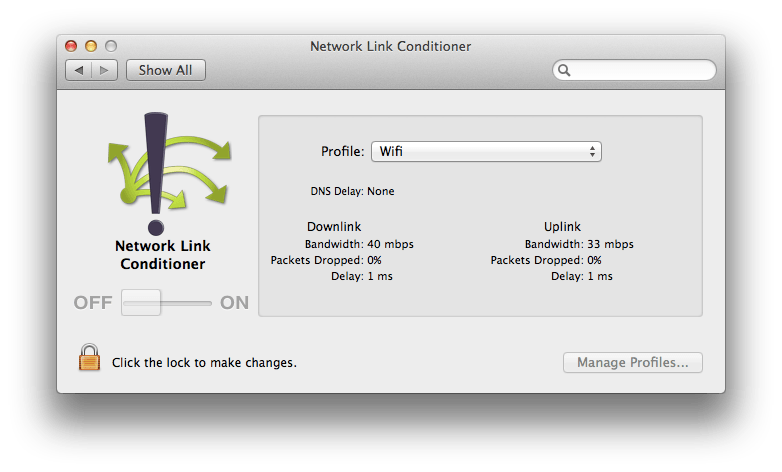 Network Link Conditioner
Show All
Profile: Wifi
DNS Delay: None
Downlink
Bandwidth: 40 mbps
Packets Dropped: 0%
Delay: 1 ms
Uplink
Bandwidth: 33 mbps
Packets Dropped: 0%
Delay: 1 ms
Network Link
Conditioner
OFF ON
Click the lock to make changes.
Manage Profiles...